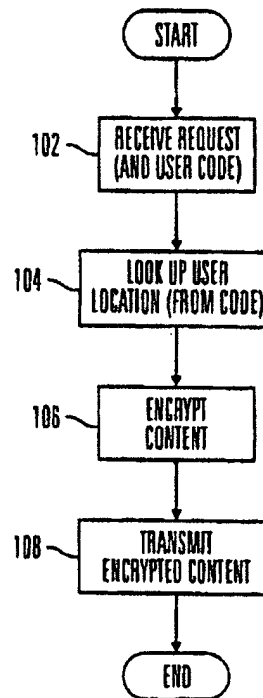 START
102
RECEIVE REQUEST
(AND USER CODE)
104
LOOK UP USER
LOCATION (FROM CODE)
106
ENCRYPT
CONTENT
108
TRANSMIT
ENCRYPTED CONTENT
END